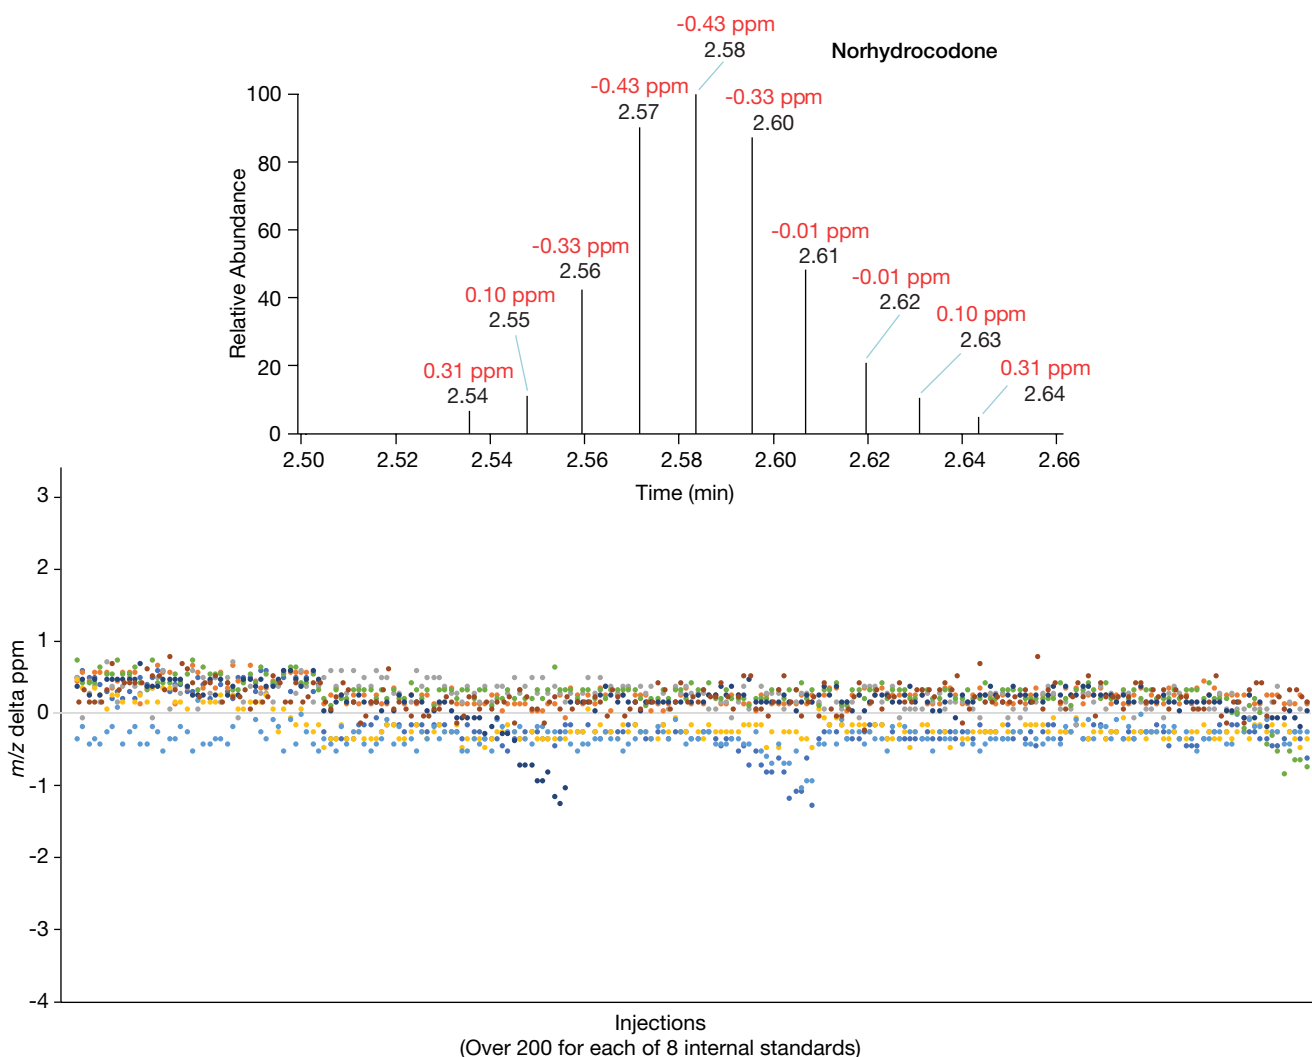 -0.43 ppm
2.58
Norhydrocodone
-0.43 ppm
2.57
-0.33 ppm
2.60
-0.33 ppm
2.56
-0.01 ppm
2.61
-0.01 ppm
2.62
0.10 ppm
2.55
0.10 ppm
2.63
0.31 ppm
2.54
0.31 ppm
2.64
Relative Abundance
100
80
60
40
20
0
2.50 2.52 2.54 2.56 2.58 2.60 2.62 2.64 2.66
Time (min)
m/z delta ppm
3
2
1
0
-1
-2
-3
-4
Injections
(Over 200 for each of 8 internal standards)